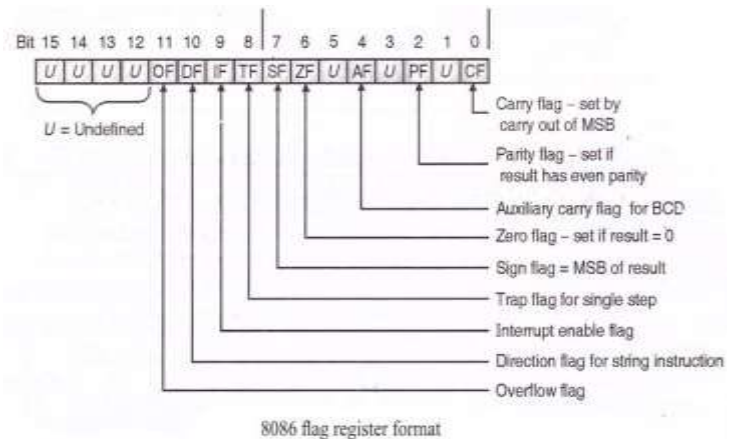 Bit 15 14 13 12 11 10 9 8 7 6 5 4 3 2 1 0
U U U U OF DF IF TF SF ZF U AF U PF U CF
U = Undefined
Carry flag – set by
carry out of MSB
Parity flag – set if
result has even parity
Auxiliary carry flag for BCD
Zero flag – set if result = 0
Sign flag = MSB of result
Trap flag for single step
Interrupt enable flag
Direction flag for string instruction
Overflow flag
8086 flag register format